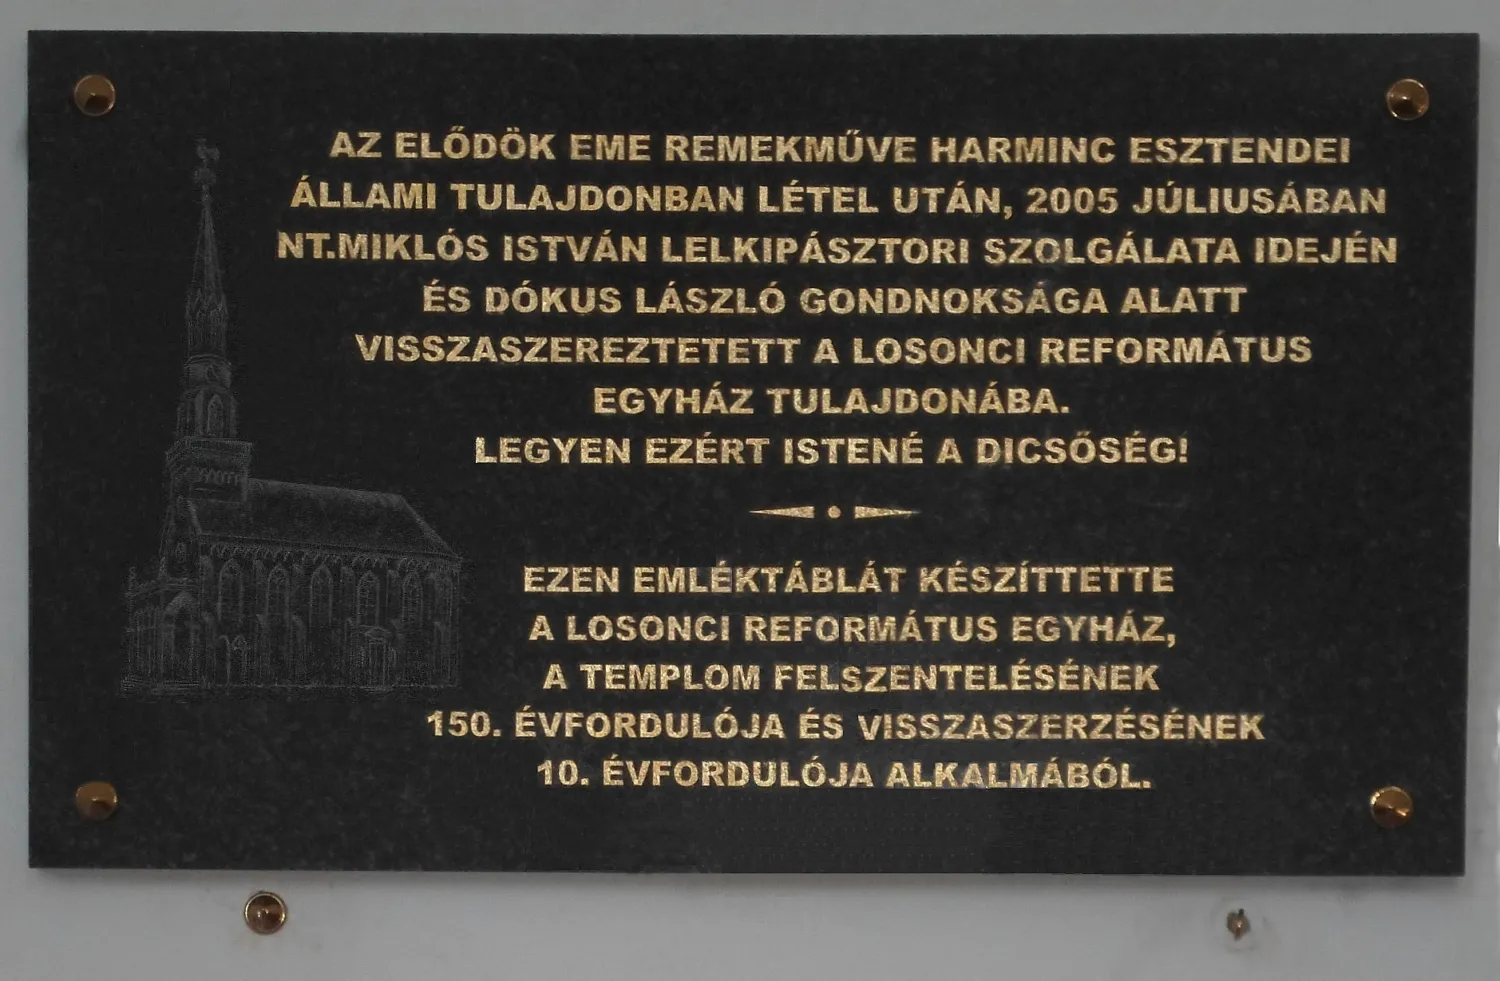 AZ ELŐDÖK EME REMEKMŰVE HARMINC ESZTENDEI
ÁLLAMI TULAJDONBAN LÉTEL UTÁN, 2005 JÚLIUSÁBAN
NT.MIKLÓS ISTVÁN LELKIPÁSZTORI SZOLGÁLATA IDEJÉN
ÉS DÓKUS LÁSZLÓ GONDNOKSÁGA ALATT
VISSZASZEREZTETETT A LOSONCI REFORMÁTUS
EGYHÁZ TULAJDONÁBA.
LEGYEN EZÉRT ISTENÉ A DICSŐSÉG!
EZEN EMLÉKTÁBLÁT KÉSZÍTTETTE
A LOSONCI REFORMÁTUS EGYHÁZ,
A TEMPLOM FELSZENTELÉSÉNEK
150. ÉVFORDULÓJA ÉS VISSZASZERZÉSÉNEK
10. ÉVFORDULÓJA ALKALMÁBÓL.